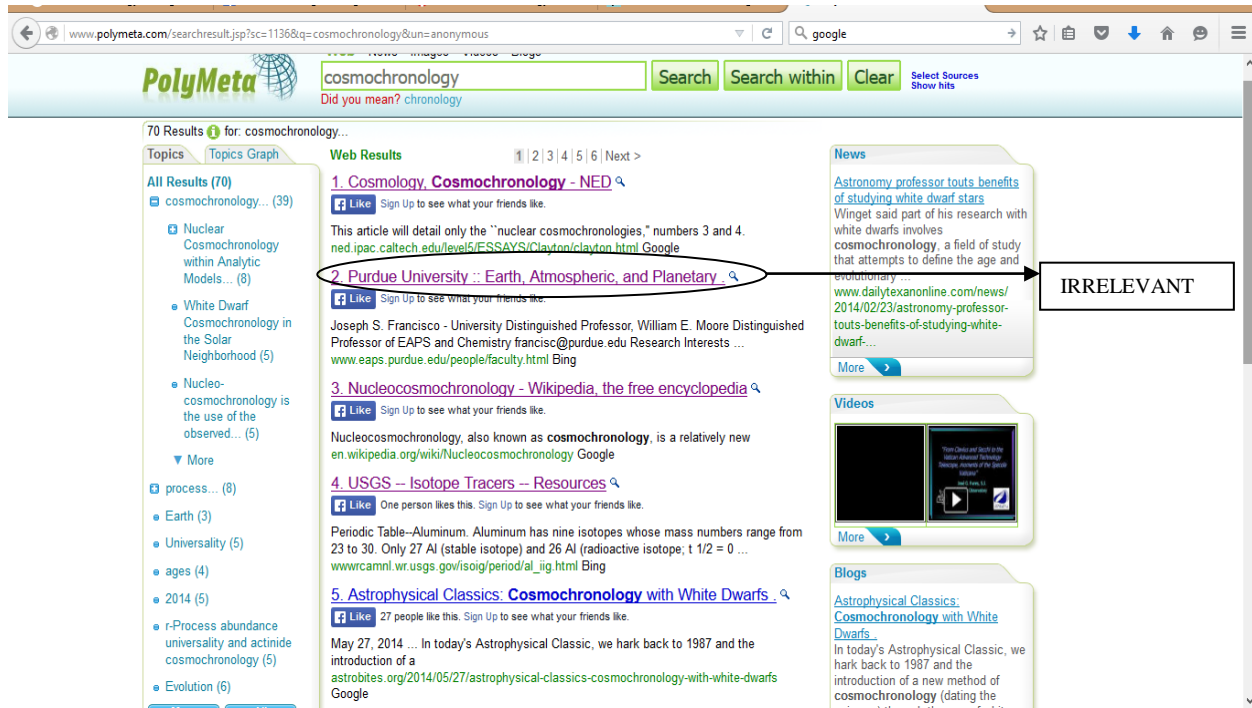 www.polymeta.com/searchresult.jsp?sc=1136&q=cosmochronology&un=anonymous
google
PolyMeta
cosmochronology
Search
Search within
Clear
Select Sources
Show hits
Did you mean? chronology
70 Results for: cosmochronology...
Topics
Topics Graph
All Results (70)
cosmochronology... (39)
Nuclear
Cosmochronology
within Analytic
Models... (8)
White Dwarf
Cosmochronology in
the Solar
Neighborhood (5)
Nucleo-
cosmochronology is
the use of the
observed... (5)
More
process... (8)
Earth (3)
Universality (5)
ages (4)
2014 (5)
r-Process abundance
universality and actinide
cosmochronology (5)
Evolution (6)
Web Results
1 | 2 | 3 | 4 | 5 | 6 | Next >
1. Cosmology, Cosmochronology - NED
Like Sign Up to see what your friends like.
This article will detail only the ``nuclear cosmochronologies,'' numbers 3 and 4.
ned.ipac.caltech.edu/level5/ESSAYS/Clayton/clayton.html Google
2. Purdue University :: Earth, Atmospheric, and Planetary .
Like Sign Up to see what your friends like.
Joseph S. Francisco - University Distinguished Professor, William E. Moore Distinguished
Professor of EAPS and Chemistry francisc@purdue.edu Research Interests ...
www.eaps.purdue.edu/people/faculty.html Bing
3. Nucleocosmochronology - Wikipedia, the free encyclopedia
Like Sign Up to see what your friends like.
Nucleocosmochronology, also known as cosmochronology, is a relatively new
en.wikipedia.org/wiki/Nucleocosmochronology Google
4. USGS -- Isotope Tracers -- Resources
Like One person likes this. Sign Up to see what your friends like.
Periodic Table--Aluminum. Aluminum has nine isotopes whose mass numbers range from
23 to 30. Only 27 Al (stable isotope) and 26 Al (radioactive isotope; t 1/2 = 0 ...
wwwrcamnl.wr.usgs.gov/isoig/period/al_iig.html Bing
5. Astrophysical Classics: Cosmochronology with White Dwarfs .
Like 27 people like this. Sign Up to see what your friends like.
May 27, 2014 ... In today's Astrophysical Classic, we hark back to 1987 and the
introduction of a
astrobites.org/2014/05/27/astrophysical-classics-cosmochronology-with-white-dwarfs
Google
News
Astronomy professor touts benefits
of studying white dwarf stars
Winget said part of his research with
white dwarfs involves
cosmochronology, a field of study
that attempts to define the age and
evolutionary ...
www.dailytexanonline.com/news/
2014/02/23/astronomy-professor-
touts-benefits-of-studying-white-
dwarf-...
More
IRRELEVANT
Videos
More
Blogs
Astrophysical Classics:
Cosmochronology with White
Dwarfs .
In today's Astrophysical Classic, we
hark back to 1987 and the
introduction of a new method of
cosmochronology (dating the